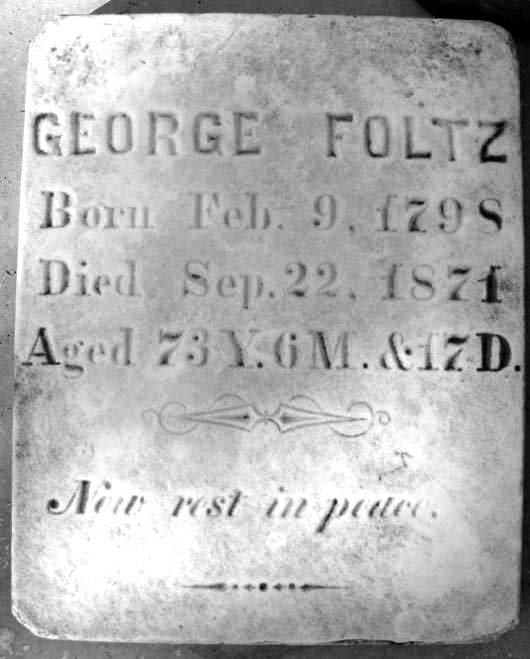 GEORGE FOLTZ
Born Feb. 9, 1798
Died Sep. 22, 1871
Aged 73 Y. 6 M. & 17 D.
Now rest in peace.